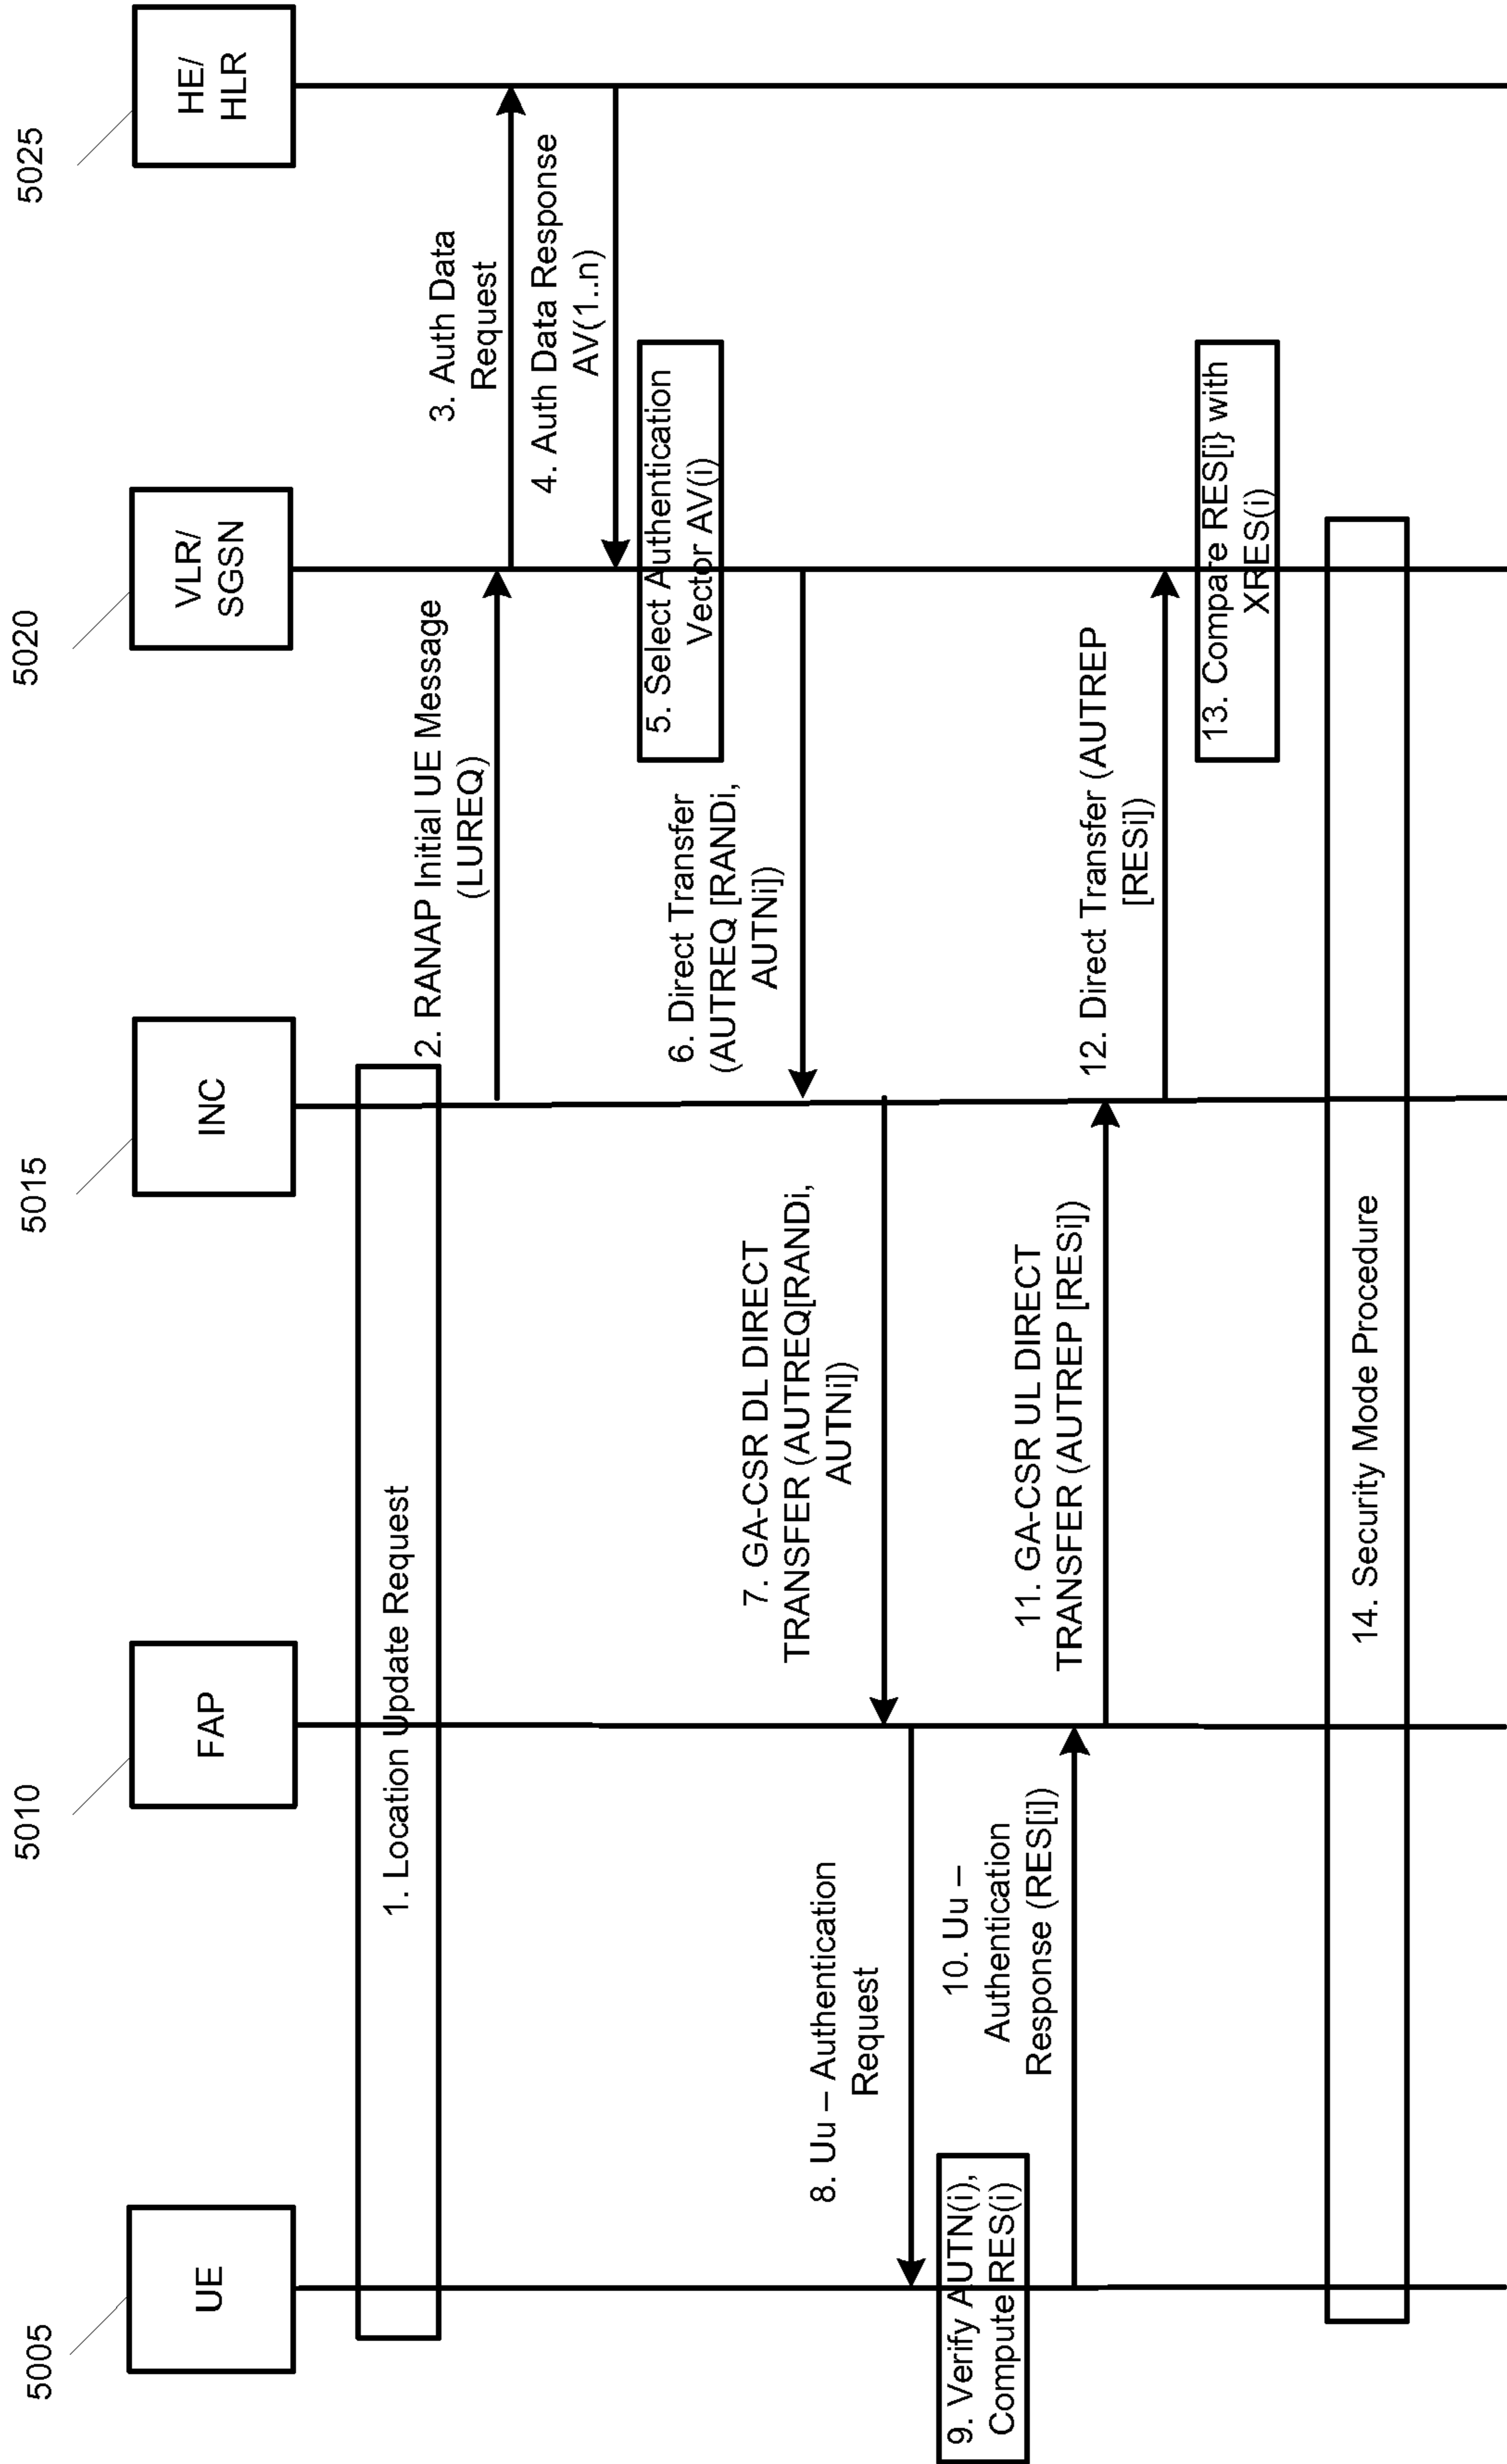 5005
5010
5015
5020
5025
UE
FAP
INC
VLR/
SGSN
HE/
HLR
1. Location Update Request
2. RANAP Initial UE Message
(LUREQ)
3. Auth Data
Request
4. Auth Data Response
AV(1..n)
5. Select Authentication
Vector AV(i)
6. Direct Transfer
(AUTREQ [RANDi,
AUTNi])
7. GA-CSR DL DIRECT
TRANSFER (AUTREQ[RANDi,
AUTNi])
8. Uu – Authentication
Request
9. Verify AUTN(i),
Compute RES(i)
10. Uu –
Authentication
Response (RES[i])
11. GA-CSR UL DIRECT
TRANSFER (AUTREP [RESi])
12. Direct Transfer (AUTREP
[RESi])
13. Compare RES[i} with
XRES(i)
14. Security Mode Procedure